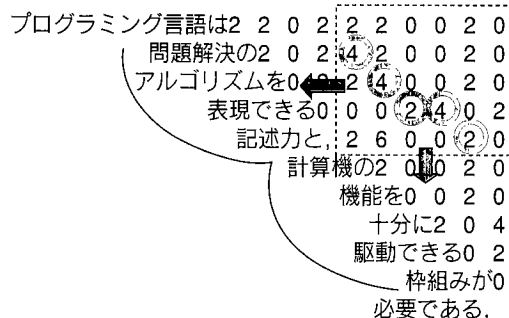 プログラミング言語は2 2 0 2 2 2 0 0 2 0
問題解決の2 0 2 4 2 0 0 2 0
アルゴリズムを0 2 2 4 0 0 2 0
表現できる0 0 0 2 4 0 2
記述力と, 2 6 0 0 2 0
計算機の2 0 0 2 0
機能を0 0 2 0
十分に2 0 4
駆動できる0 2
枠組みが0
必要である.